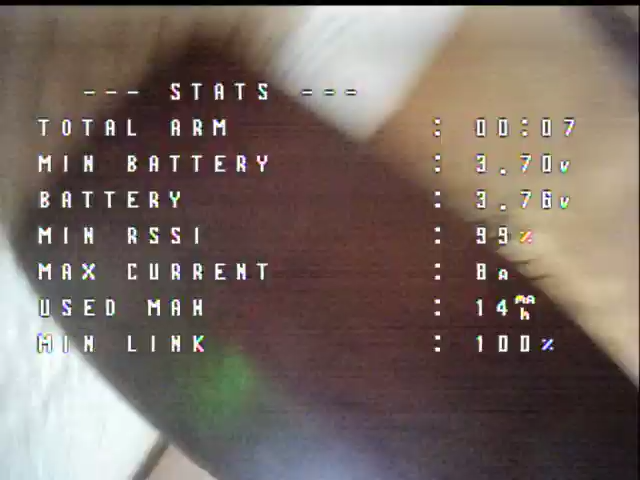 --- STATS ---
TOTAL ARM : 00:07
MIN BATTERY : 3.70V
BATTERY : 3.76V
MIN RSSI : 99%
MAX CURRENT : 8A
USED MAH : 14mAh
MIN LINK : 100%